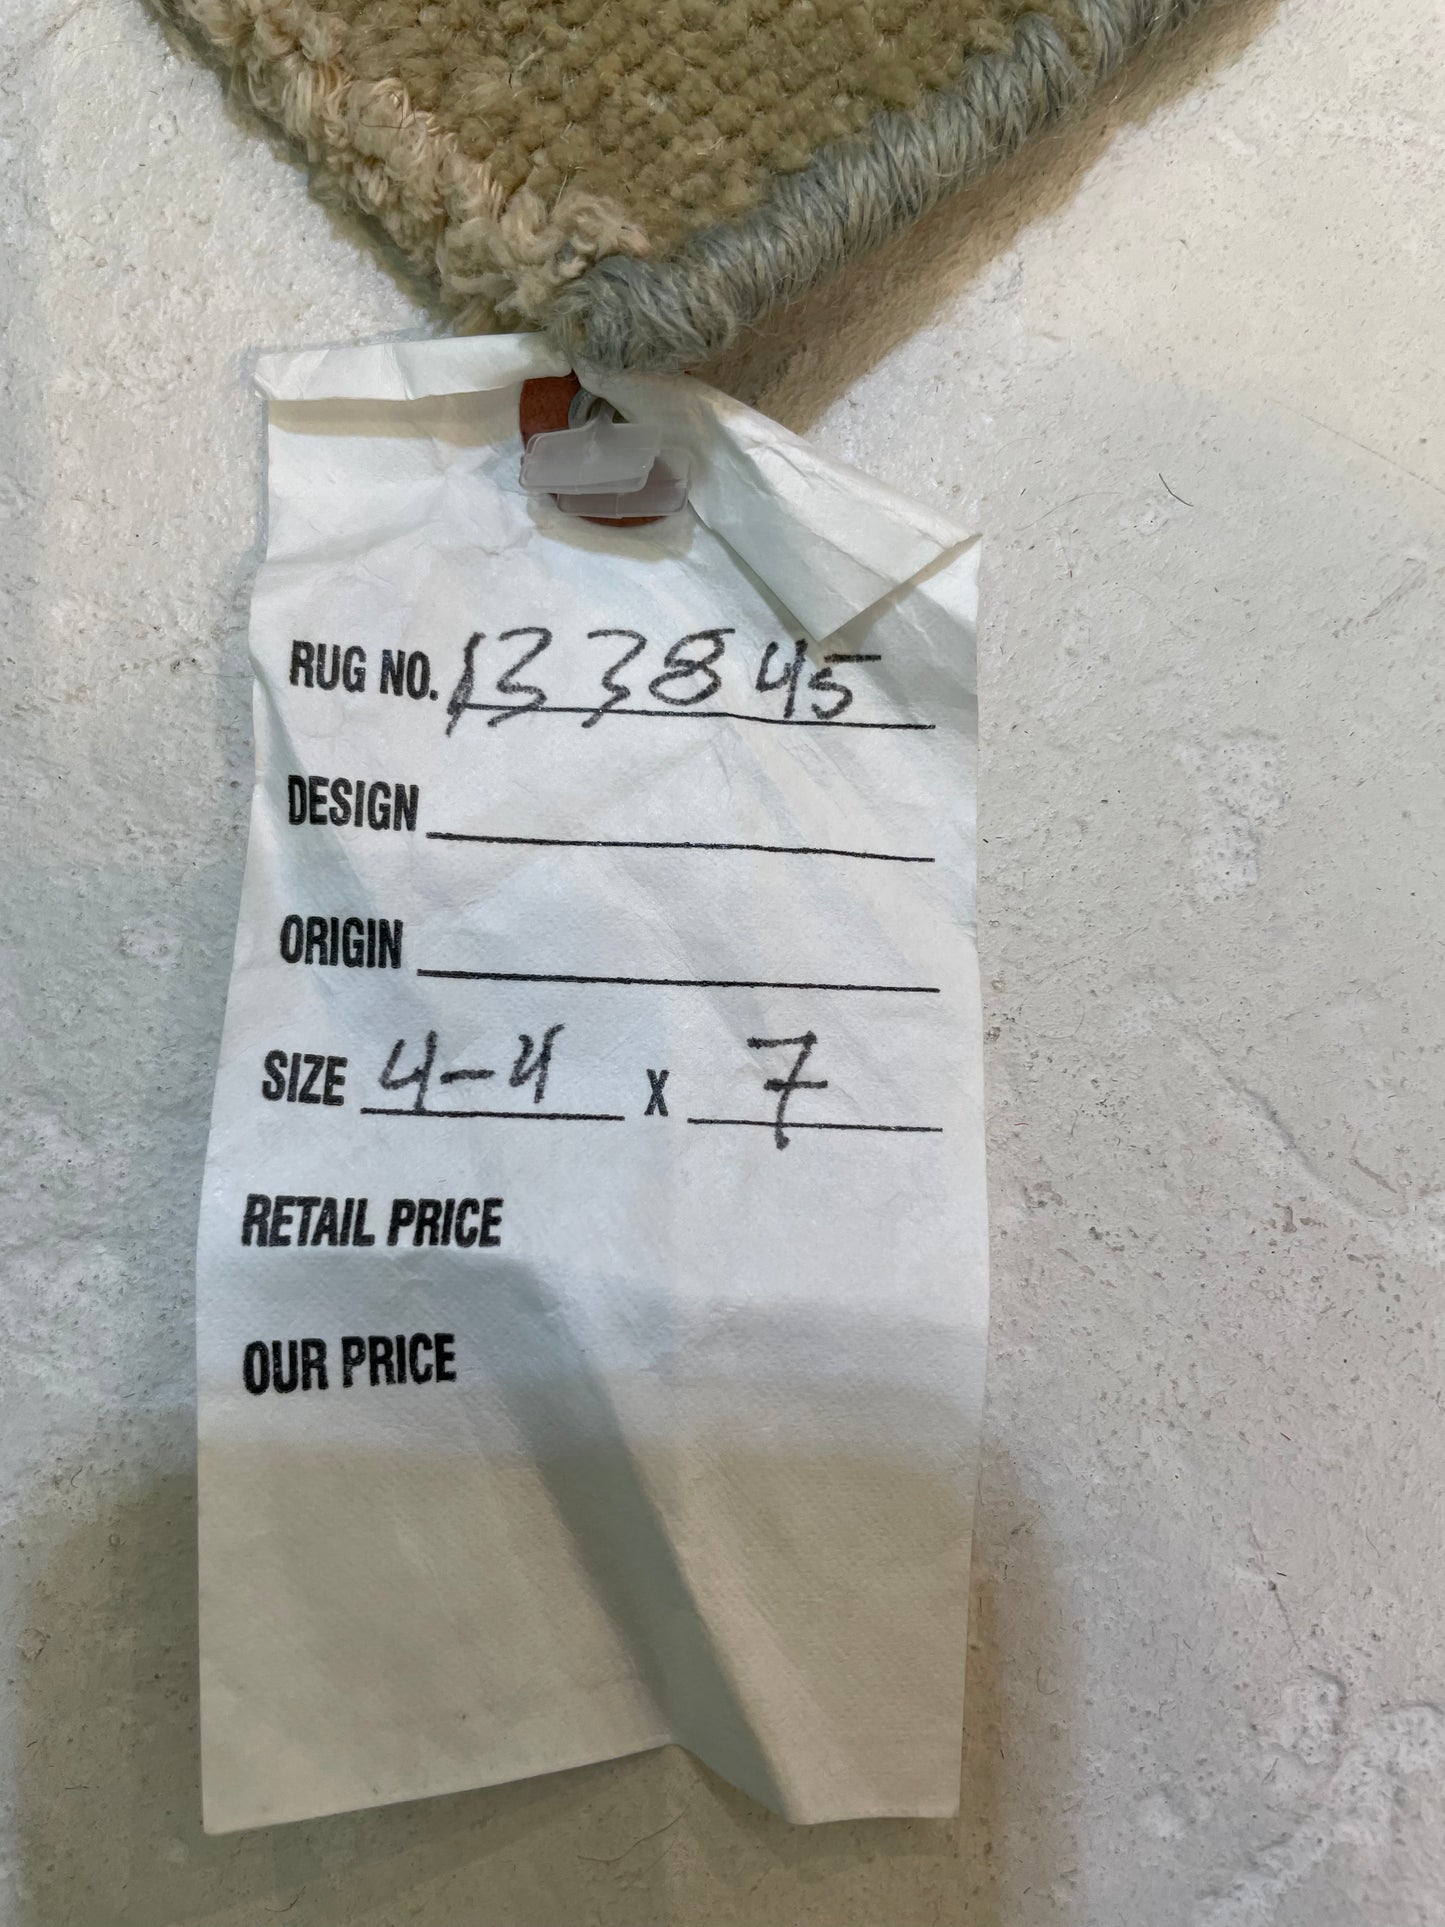 RUG NO. 133845
DESIGN
ORIGIN
SIZE 4-4 X 7
RETAIL PRICE
OUR PRICE